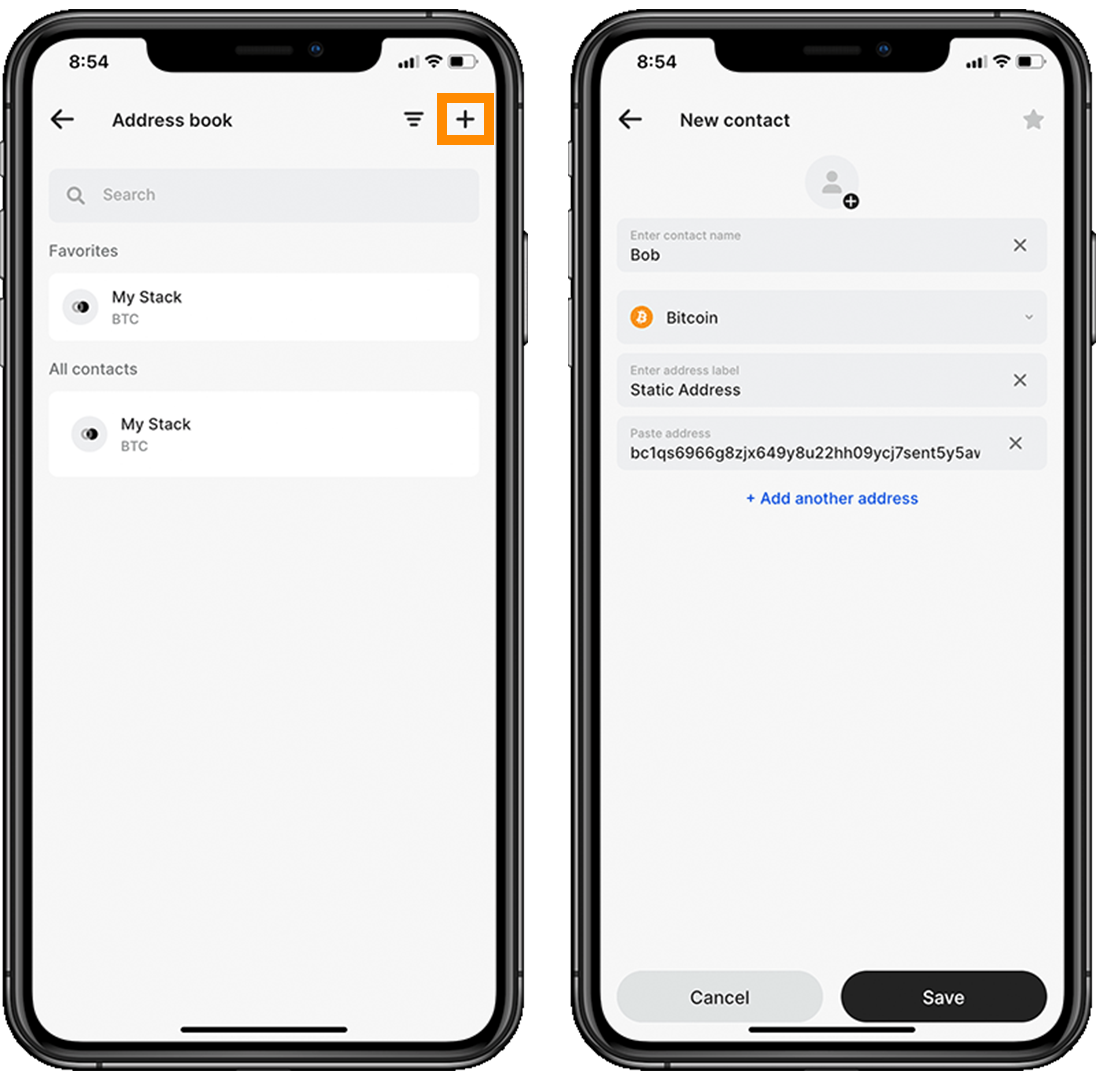 8:54
Address book
Search
Favorites
My Stack
BTC
All contacts
My Stack
BTC
8:54
New contact
Enter contact name
Bob
Bitcoin
Enter address label
Static Address
Paste address
bc1qs6966g8zjx649y8u22hh09ycj7sent5y5av
+ Add another address
Cancel
Save